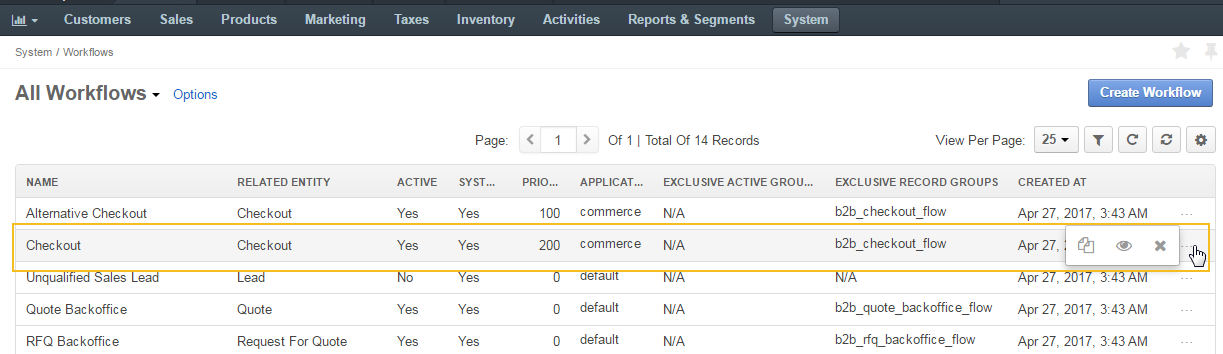 Customers Sales Products Marketing Taxes Inventory Activities Reports & Segments System
System / Workflows
All Workflows Options Create Workflow
Page: 1 Of 1 | Total Of 14 Records View Per Page: 25
NAME RELATED ENTITY ACTIVE SYST... PRIO... APPLICAT... EXCLUSIVE ACTIVE GROU... EXCLUSIVE RECORD GROUPS CREATED AT
Alternative Checkout Checkout Yes Yes 100 commerce N/A b2b_checkout_flow Apr 27, 2017, 3:43 AM ...
Checkout Checkout Yes Yes 200 commerce N/A b2b_checkout_flow Apr 27,
Unqualified Sales Lead Lead No Yes 0 default N/A N/A Apr 27, 2017, 3:43 AM ...
Quote Backoffice Quote Yes Yes 0 default N/A b2b_quote_backoffice_flow Apr 27, 2017, 3:43 AM ...
RFQ Backoffice Request For Quote Yes Yes 0 default N/A b2b_rfq_backoffice_flow Apr 27, 2017, 3:43 AM ...